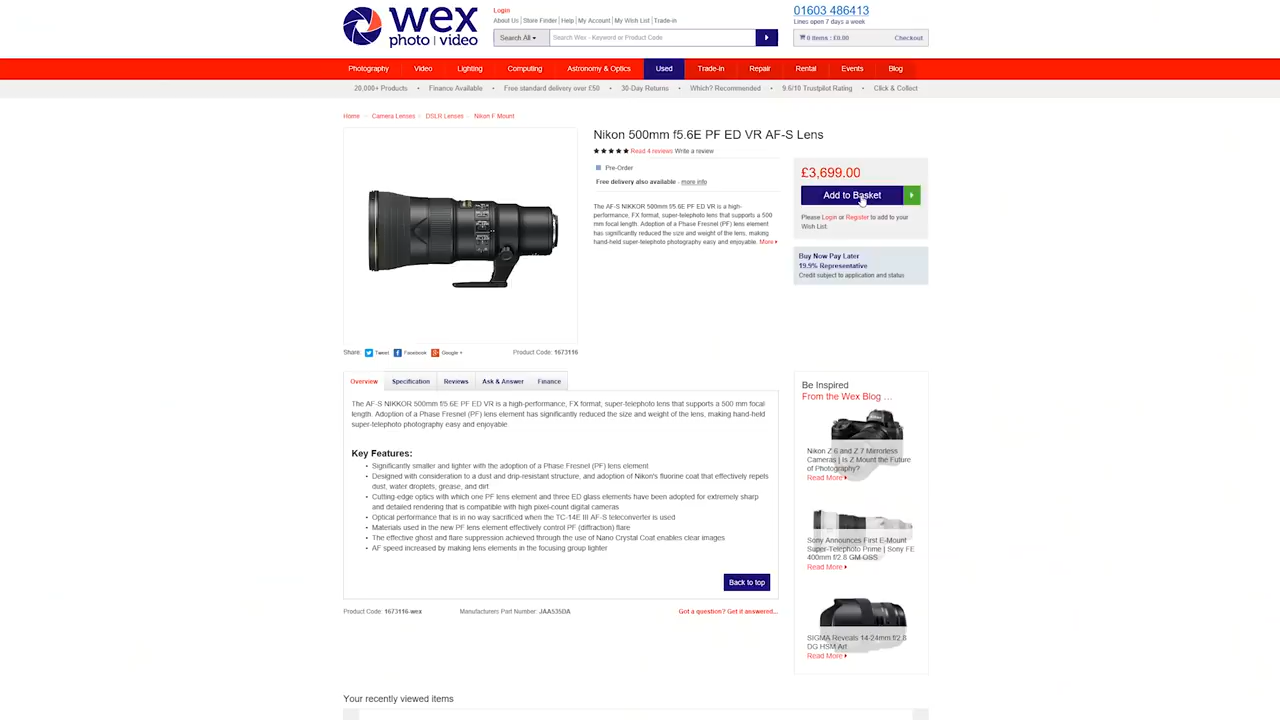 wex
photo | video
Login
About Us | Store Finder | Help | My Account | My Wish List | Trade-in
Search All
Search Wex - Keyword or Product Code
01603 486413
Lines open 7 days a week
0 Items : £0.00 Checkout
Photography Video Lighting Computing Astronomy & Optics Used Trade-in Repair Rental Events Blog
20,000+ Products • Finance Available • Free standard delivery over £50 • 30-Day Returns • Which? Recommended • 9.6/10 Trustpilot Rating • Click & Collect
Home Camera Lenses DSLR Lenses Nikon F Mount
Nikon 500mm f5.6E PF ED VR AF-S Lens
Read 4 reviews Write a review
Pre-Order
Free delivery also available - more info
The AF-S NIKKOR 500mm f/5.6E PF ED VR is a high-
performance, FX format, super-telephoto lens that supports a 500
mm focal length. Adoption of a Phase Fresnel (PF) lens element
has significantly reduced the size and weight of the lens, making
hand-held super-telephoto photography easy and enjoyable. More
£3,699.00
Add to Basket
Please Login or Register to add to your
Wish List.
Buy Now Pay Later
19.9% Representative
Credit subject to application and status
Share: Tweet Facebook Google + Product Code: 1673116
Overview Specification Reviews Ask & Answer Finance
The AF-S NIKKOR 500mm f/5.6E PF ED VR is a high-performance, FX format, super-telephoto lens that supports a 500 mm focal
length. Adoption of a Phase Fresnel (PF) lens element has significantly reduced the size and weight of the lens, making hand-held
super-telephoto photography easy and enjoyable
Key Features:
• Significantly smaller and lighter with the adoption of a Phase Fresnel (PF) lens element
• Designed with consideration to a dust and drip-resistant structure, and adoption of Nikon's fluorine coat that effectively repels
dust, water droplets, grease, and dirt
• Cutting-edge optics with which one PF lens element and three ED glass elements have been adopted for extremely sharp
and detailed rendering that is compatible with high pixel-count digital cameras
• Optical performance that is in no way sacrificed when the TC-14E III AF-S teleconverter is used
• Materials used in the new PF lens element effectively control PF (diffraction) flare
• The effective ghost and flare suppression achieved through the use of Nano Crystal Coat enables clear images
• AF speed increased by making lens elements in the focusing group lighter
Back to top
Product Code: 1673116-wex Manufacturers Part Number: JAA535DA Got a question? Get it answered...
Be Inspired
From the Wex Blog ...
Nikon Z 6 and Z 7 Mirrorless
Cameras | Is Z Mount the Future
of Photography?
Read More
Sony Announces First E-Mount
Super-Telephoto Prime | Sony FE
400mm f/2.8 GM OSS
Read More
SIGMA Reveals 14-24mm f/2.8
DG HSM Art
Read More
Your recently viewed items